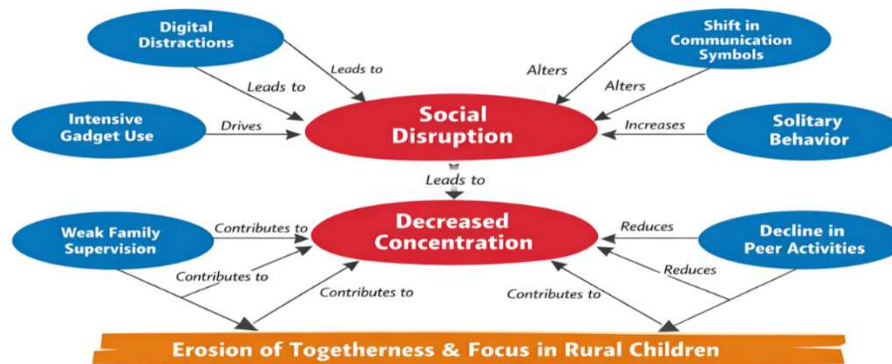 Digital
Distractions
Shift in
Communication
Symbols
Leads to
Leads to
Alters
Alters
Intensive
Gadget Use
Drives
Social
Disruption
Increases
Solitary
Behavior
Leads to
Weak Family
Supervision
Contributes to
Contributes to
Contributes to
Decreased
Concentration
Reduces
Reduces
Contributes to
Decline in
Peer Activities
Erosion of Togetherness & Focus in Rural Children